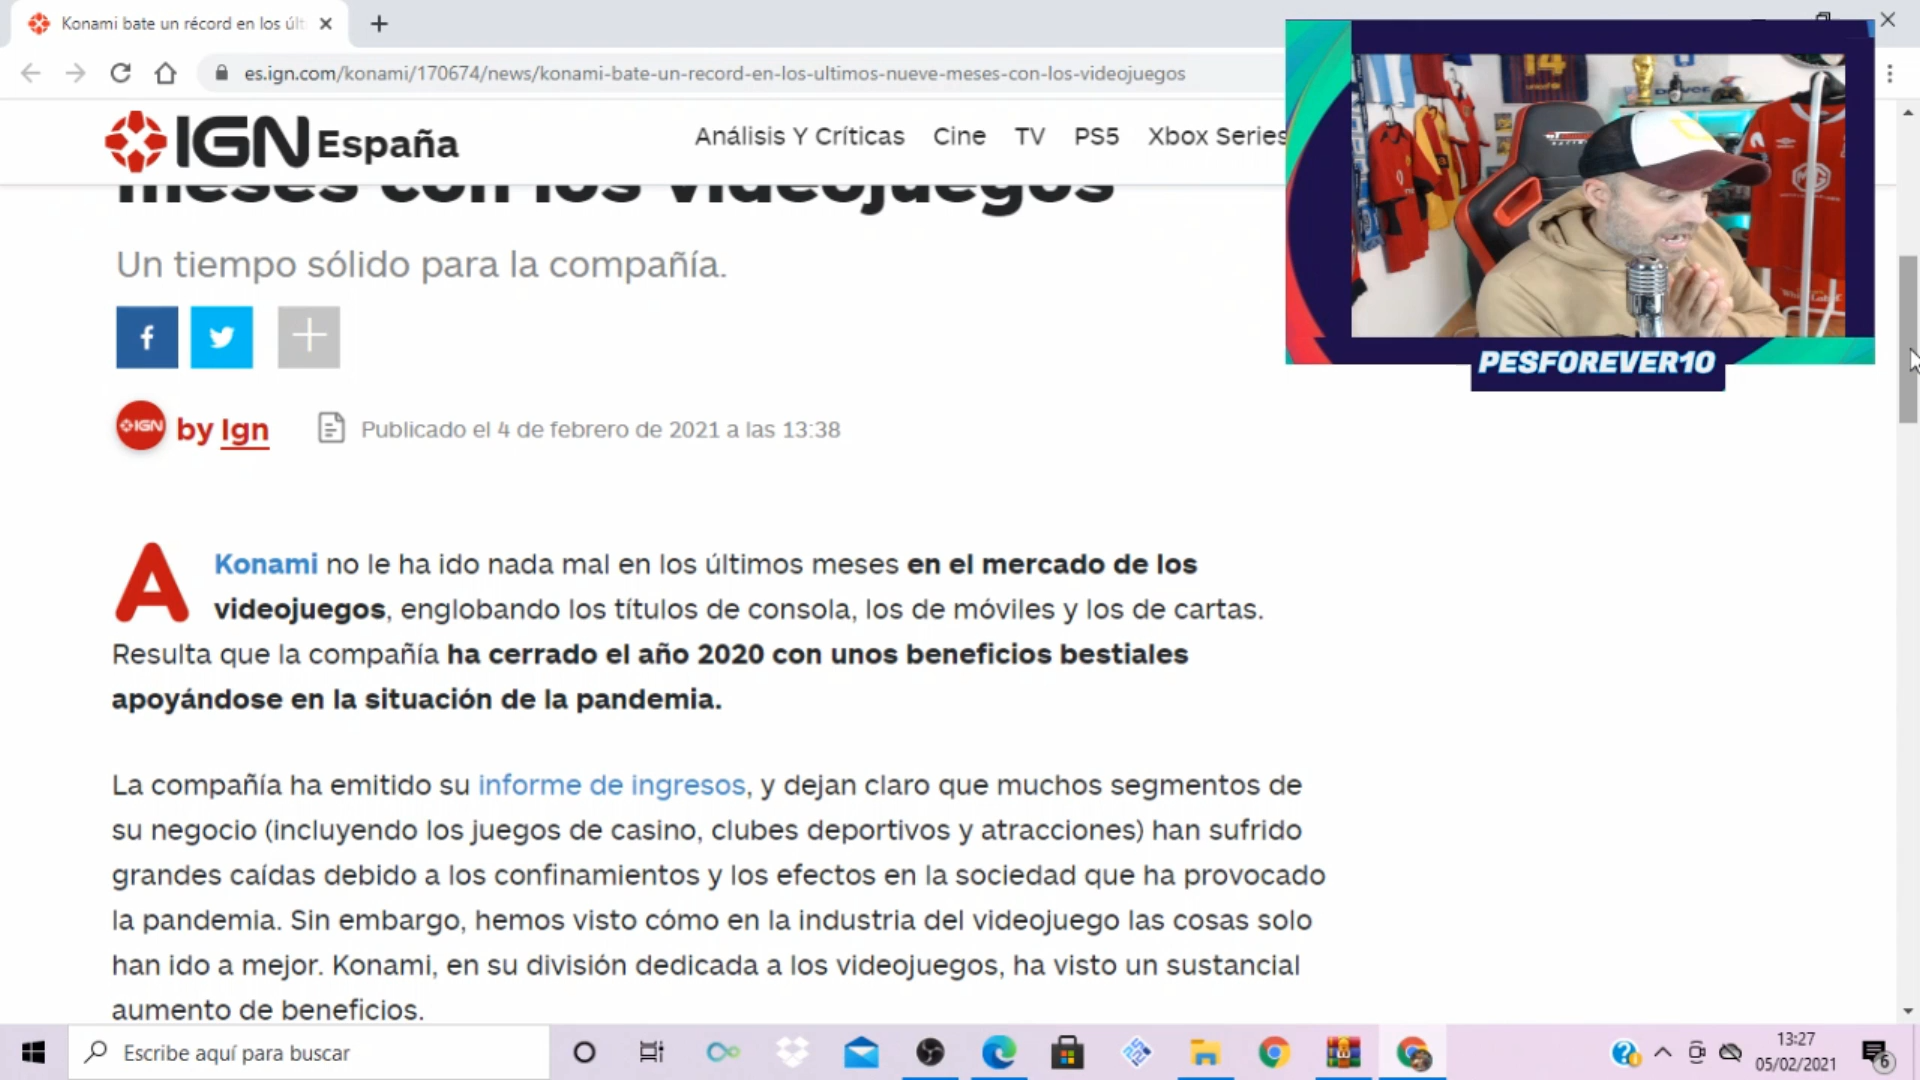 Konami bate un récord en los últ
es.ign.com/konami/170674/news/konami-bate-un-record-en-los-ultimos-nueve-meses-con-los-videojuegos
IGN España
Análisis Y Críticas Cine TV PS5 Xbox Series
meses con los videojuegos
Un tiempo sólido para la compañía.
14
PESFOREVER10
IGN by Ign Publicado el 4 de febrero de 2021 a las 13:38
A Konami no le ha ido nada mal en los últimos meses en el mercado de los
videojuegos, englobando los títulos de consola, los de móviles y los de cartas.
Resulta que la compañía ha cerrado el año 2020 con unos beneficios bestiales
apoyándose en la situación de la pandemia.
La compañía ha emitido su informe de ingresos, y dejan claro que muchos segmentos de
su negocio (incluyendo los juegos de casino, clubes deportivos y atracciones) han sufrido
grandes caídas debido a los confinamientos y los efectos en la sociedad que ha provocado
la pandemia. Sin embargo, hemos visto cómo en la industria del videojuego las cosas solo
han ido a mejor. Konami, en su división dedicada a los videojuegos, ha visto un sustancial
aumento de beneficios.
Escribe aquí para buscar
13:27
05/02/2021
6